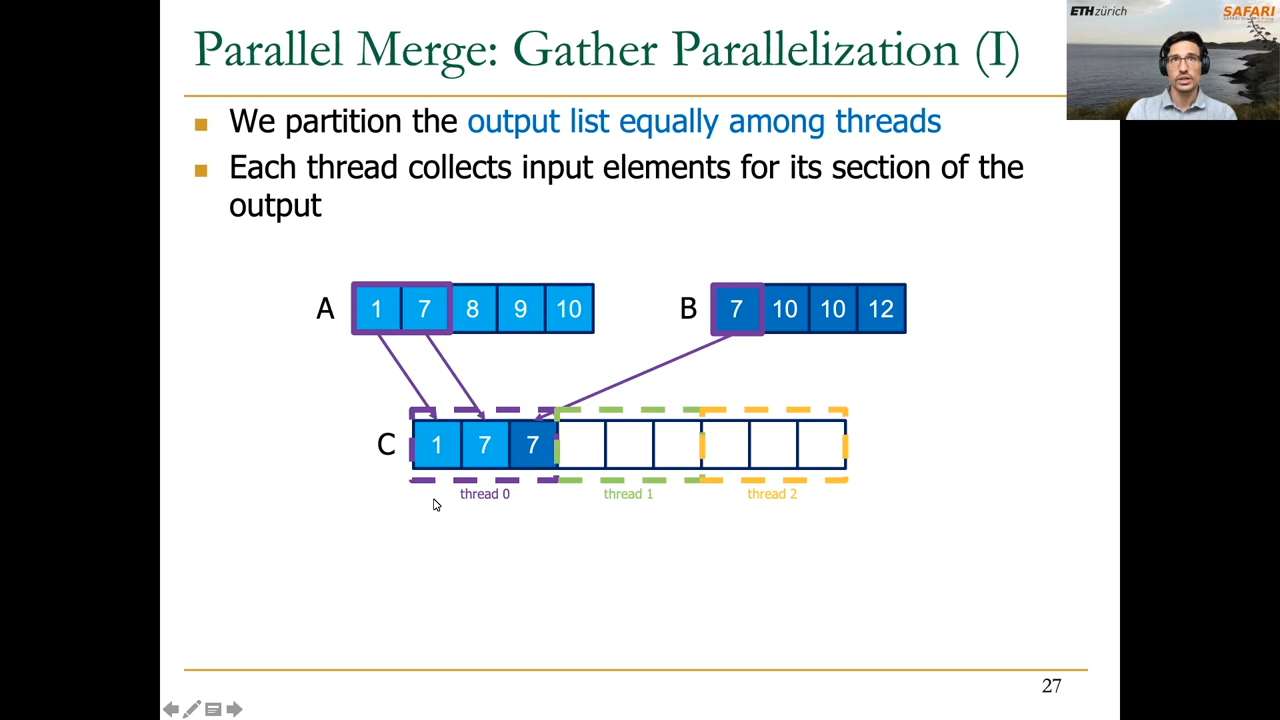 Parallel Merge: Gather Parallelization (I)
ETH zürich
SAFARI
We partition the output list equally among threads
Each thread collects input elements for its section of the
output
A 1 7 8 9 10
B 7 10 10 12
C 1 7 7
thread 0 thread 1 thread 2
27